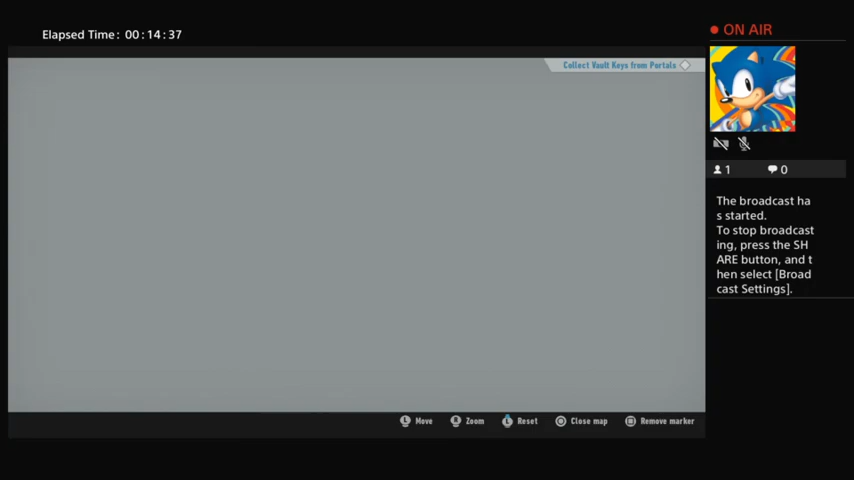 Elapsed Time: 00:14:37
ON AIR
Collect Vault Keys from Portals
1
0
The broadcast ha
s started.
To stop broadcast
ing, press the SH
ARE button, and t
hen select [Broad
cast Settings].
L Move
R Zoom
L Reset
Close map
Remove marker